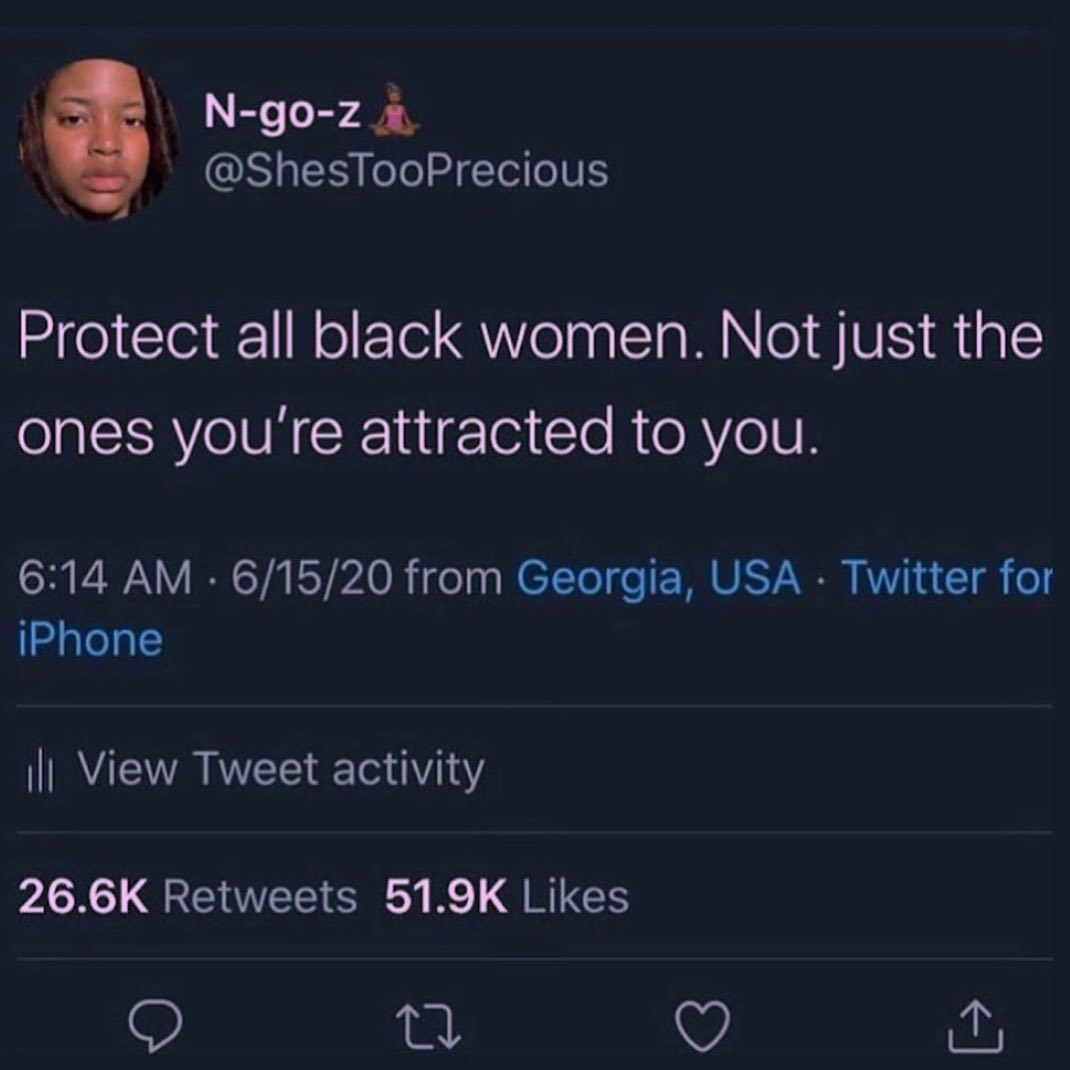 N-go-z
@ShesTooPrecious
Protect all black women. Not just the
ones you're attracted to you.
6:14 AM · 6/15/20 from Georgia, USA · Twitter for
iPhone
View Tweet activity
26.6K Retweets 51.9K Likes